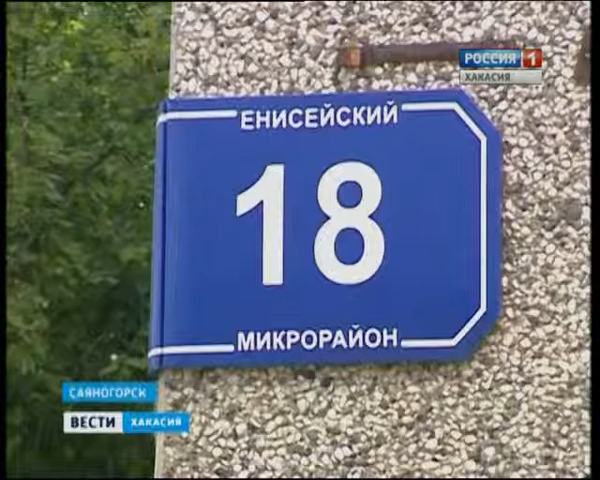 РОССИЯ 1
ХАКАСИЯ
ЕНИСЕЙСКИЙ
18
МИКРОРАЙОН
САЯНОГОРСК
ВЕСТИ ХАКАСИЯ